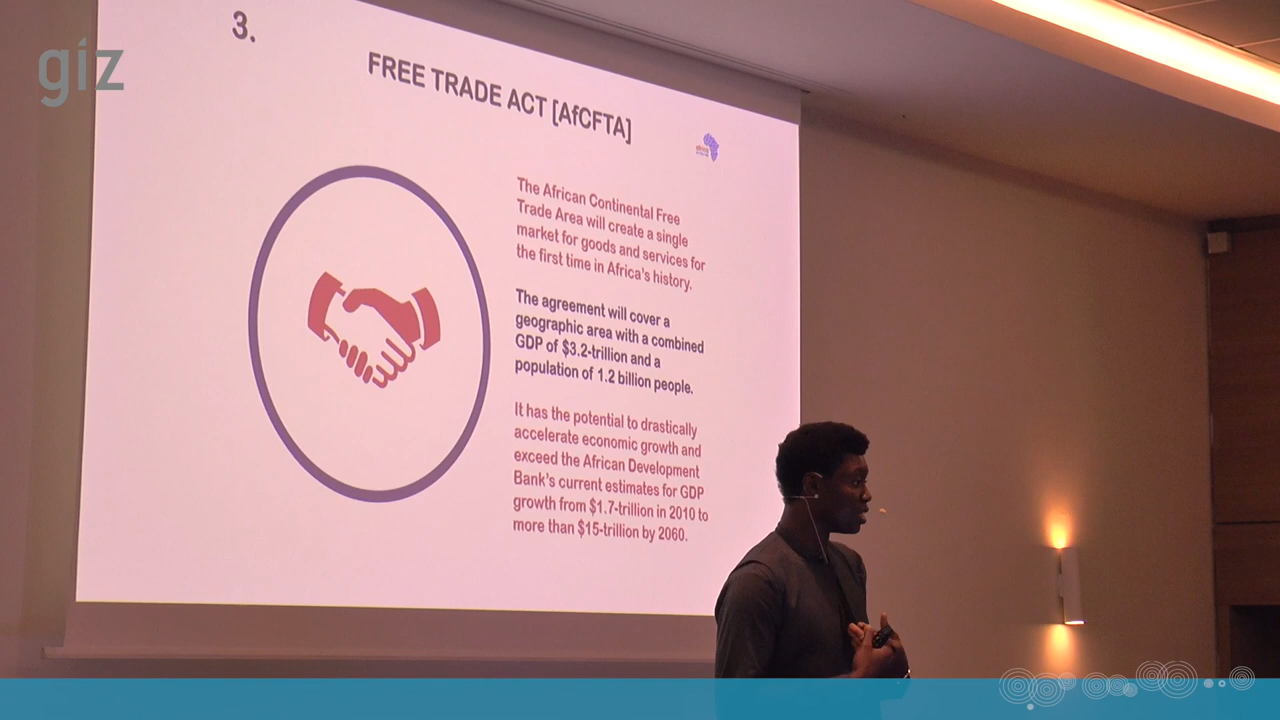 giz
3.
FREE TRADE ACT [AfCFTA]
The African Continental Free
Trade Area will create a single
market for goods and services for
the first time in Africa's history.
The agreement will cover a
geographic area with a combined
GDP of $3.2-trillion and a
population of 1.2 billion people.
It has the potential to drastically
accelerate economic growth and
exceed the African Development
Bank's current estimates for GDP
growth from $1.7-trillion in 2010 to
more than $15-trillion by 2060.